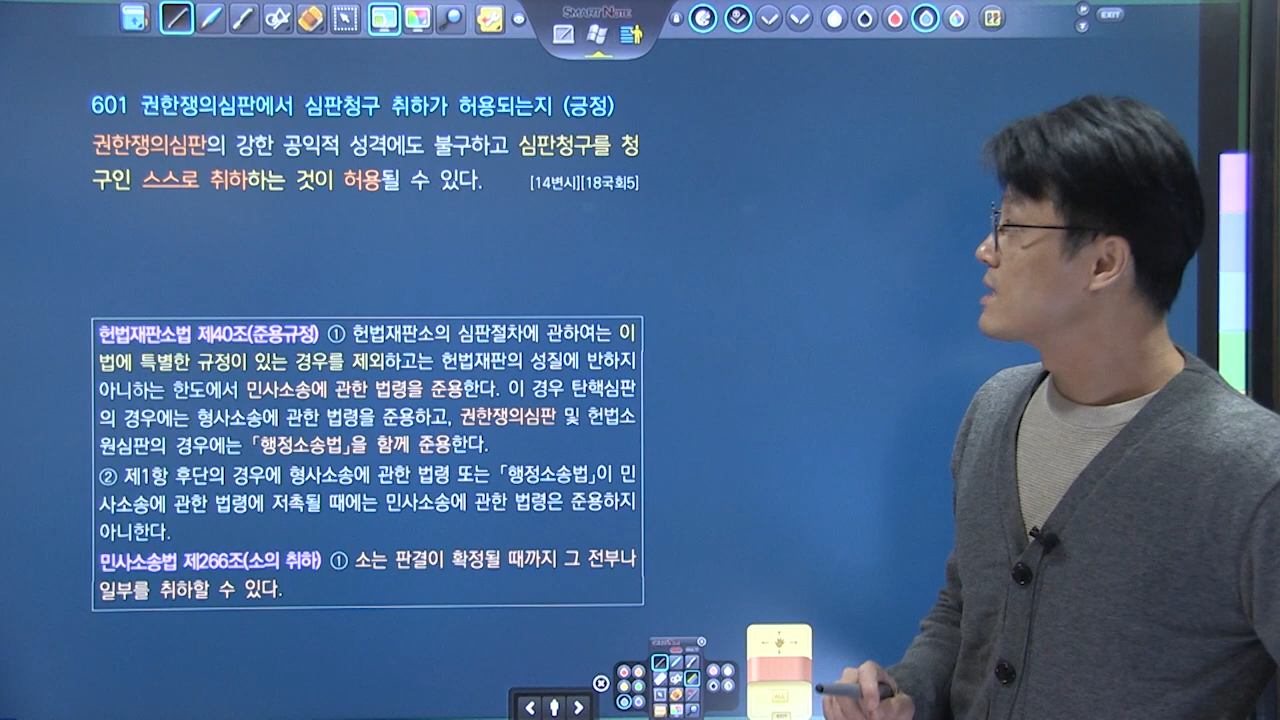 SMART NOTE
EXIT
601 권한쟁의심판에서 심판청구 취하가 허용되는지 (긍정)
권한쟁의심판의 강한 공익적 성격에도 불구하고 심판청구를 청
구인 스스로 취하하는 것이 허용될 수 있다. [14변시][18국회5]
헌법재판소법 제40조(준용규정) ① 헌법재판소의 심판절차에 관하여는 이
법에 특별한 규정이 있는 경우를 제외하고는 헌법재판의 성질에 반하지
아니하는 한도에서 민사소송에 관한 법령을 준용한다. 이 경우 탄핵심판
의 경우에는 형사소송에 관한 법령을 준용하고, 권한쟁의심판 및 헌법소
원심판의 경우에는 「행정소송법」을 함께 준용한다.
② 제1항 후단의 경우에 형사소송에 관한 법령 또는 「행정소송법」이 민
사소송에 관한 법령에 저촉될 때에는 민사소송에 관한 법령은 준용하지
아니한다.
민사소송법 제266조(소의 취하) ① 소는 판결이 확정될 때까지 그 전부나
일부를 취하할 수 있다.
ALL
EXIT